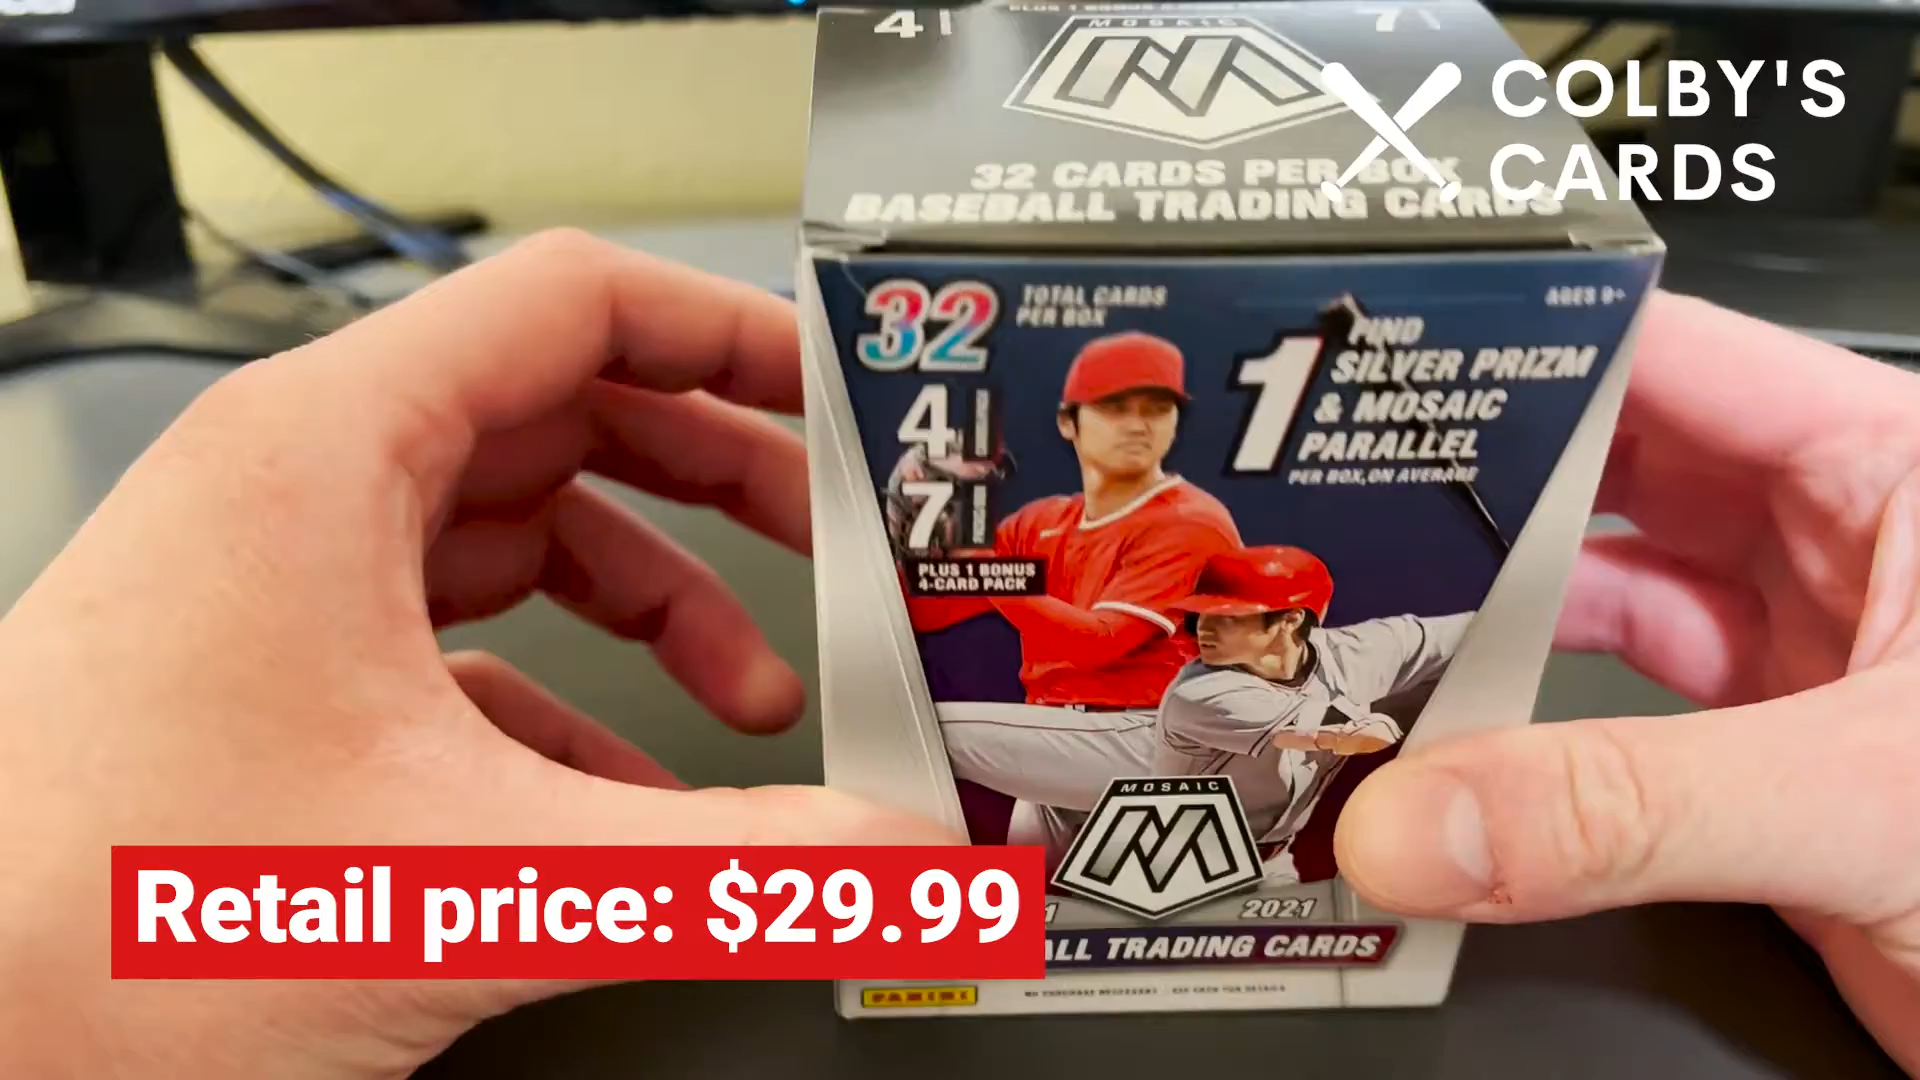 4
7
MOSAIC
32 CARDS PER BOX
BASEBALL TRADING CARDS
COLBY'S
CARDS
32 TOTAL CARDS
PER BOX
AGES 9+
4
7
PLUS 1 BONUS
4-CARD PACK
1 FIND
SILVER PRIZM
& MOSAIC
PARALLEL
PER BOX, ON AVERAGE
MOSAIC
2021
ALL TRADING CARDS
PANINI
Retail price: $29.99